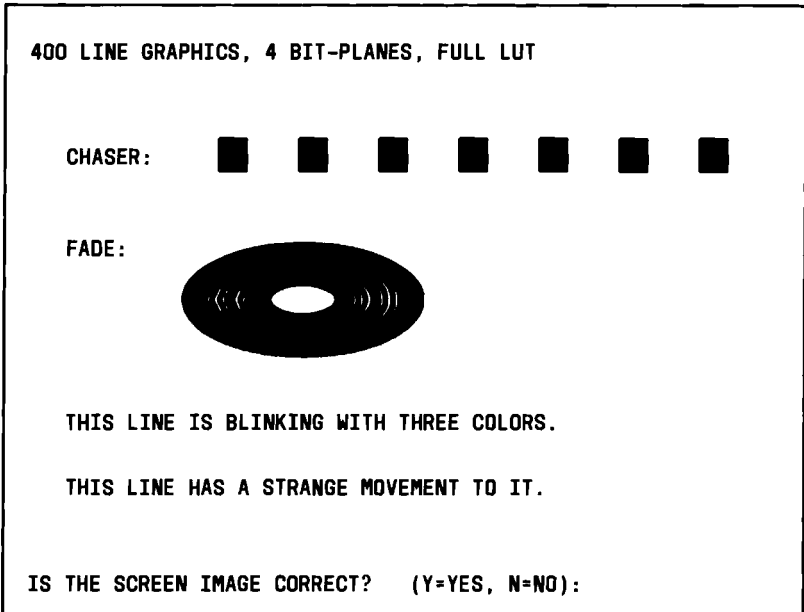 400 LINE GRAPHICS, 4 BIT-PLANES, FULL LUT
CHASER:
FADE:
THIS LINE IS BLINKING WITH THREE COLORS.
THIS LINE HAS A STRANGE MOVEMENT TO IT.
IS THE SCREEN IMAGE CORRECT? (Y=YES, N=NO):